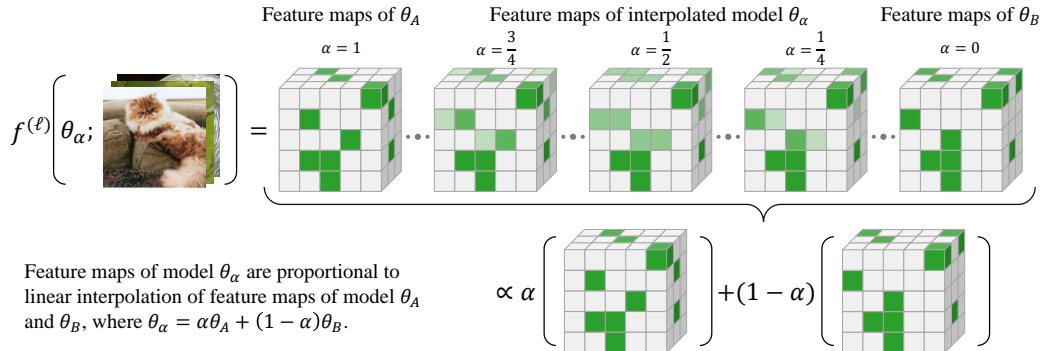 Feature maps of θ_A
Feature maps of interpolated model θ_α
Feature maps of θ_B
α = 1
α = 3/4
α = 1/2
α = 1/4
α = 0
f^(ℓ) ( θ_α; ) =
∝ α ( ) +(1 − α) ( )
Feature maps of model θ_α are proportional to
linear interpolation of feature maps of model θ_A
and θ_B, where θ_α = αθ_A + (1 − α)θ_B.